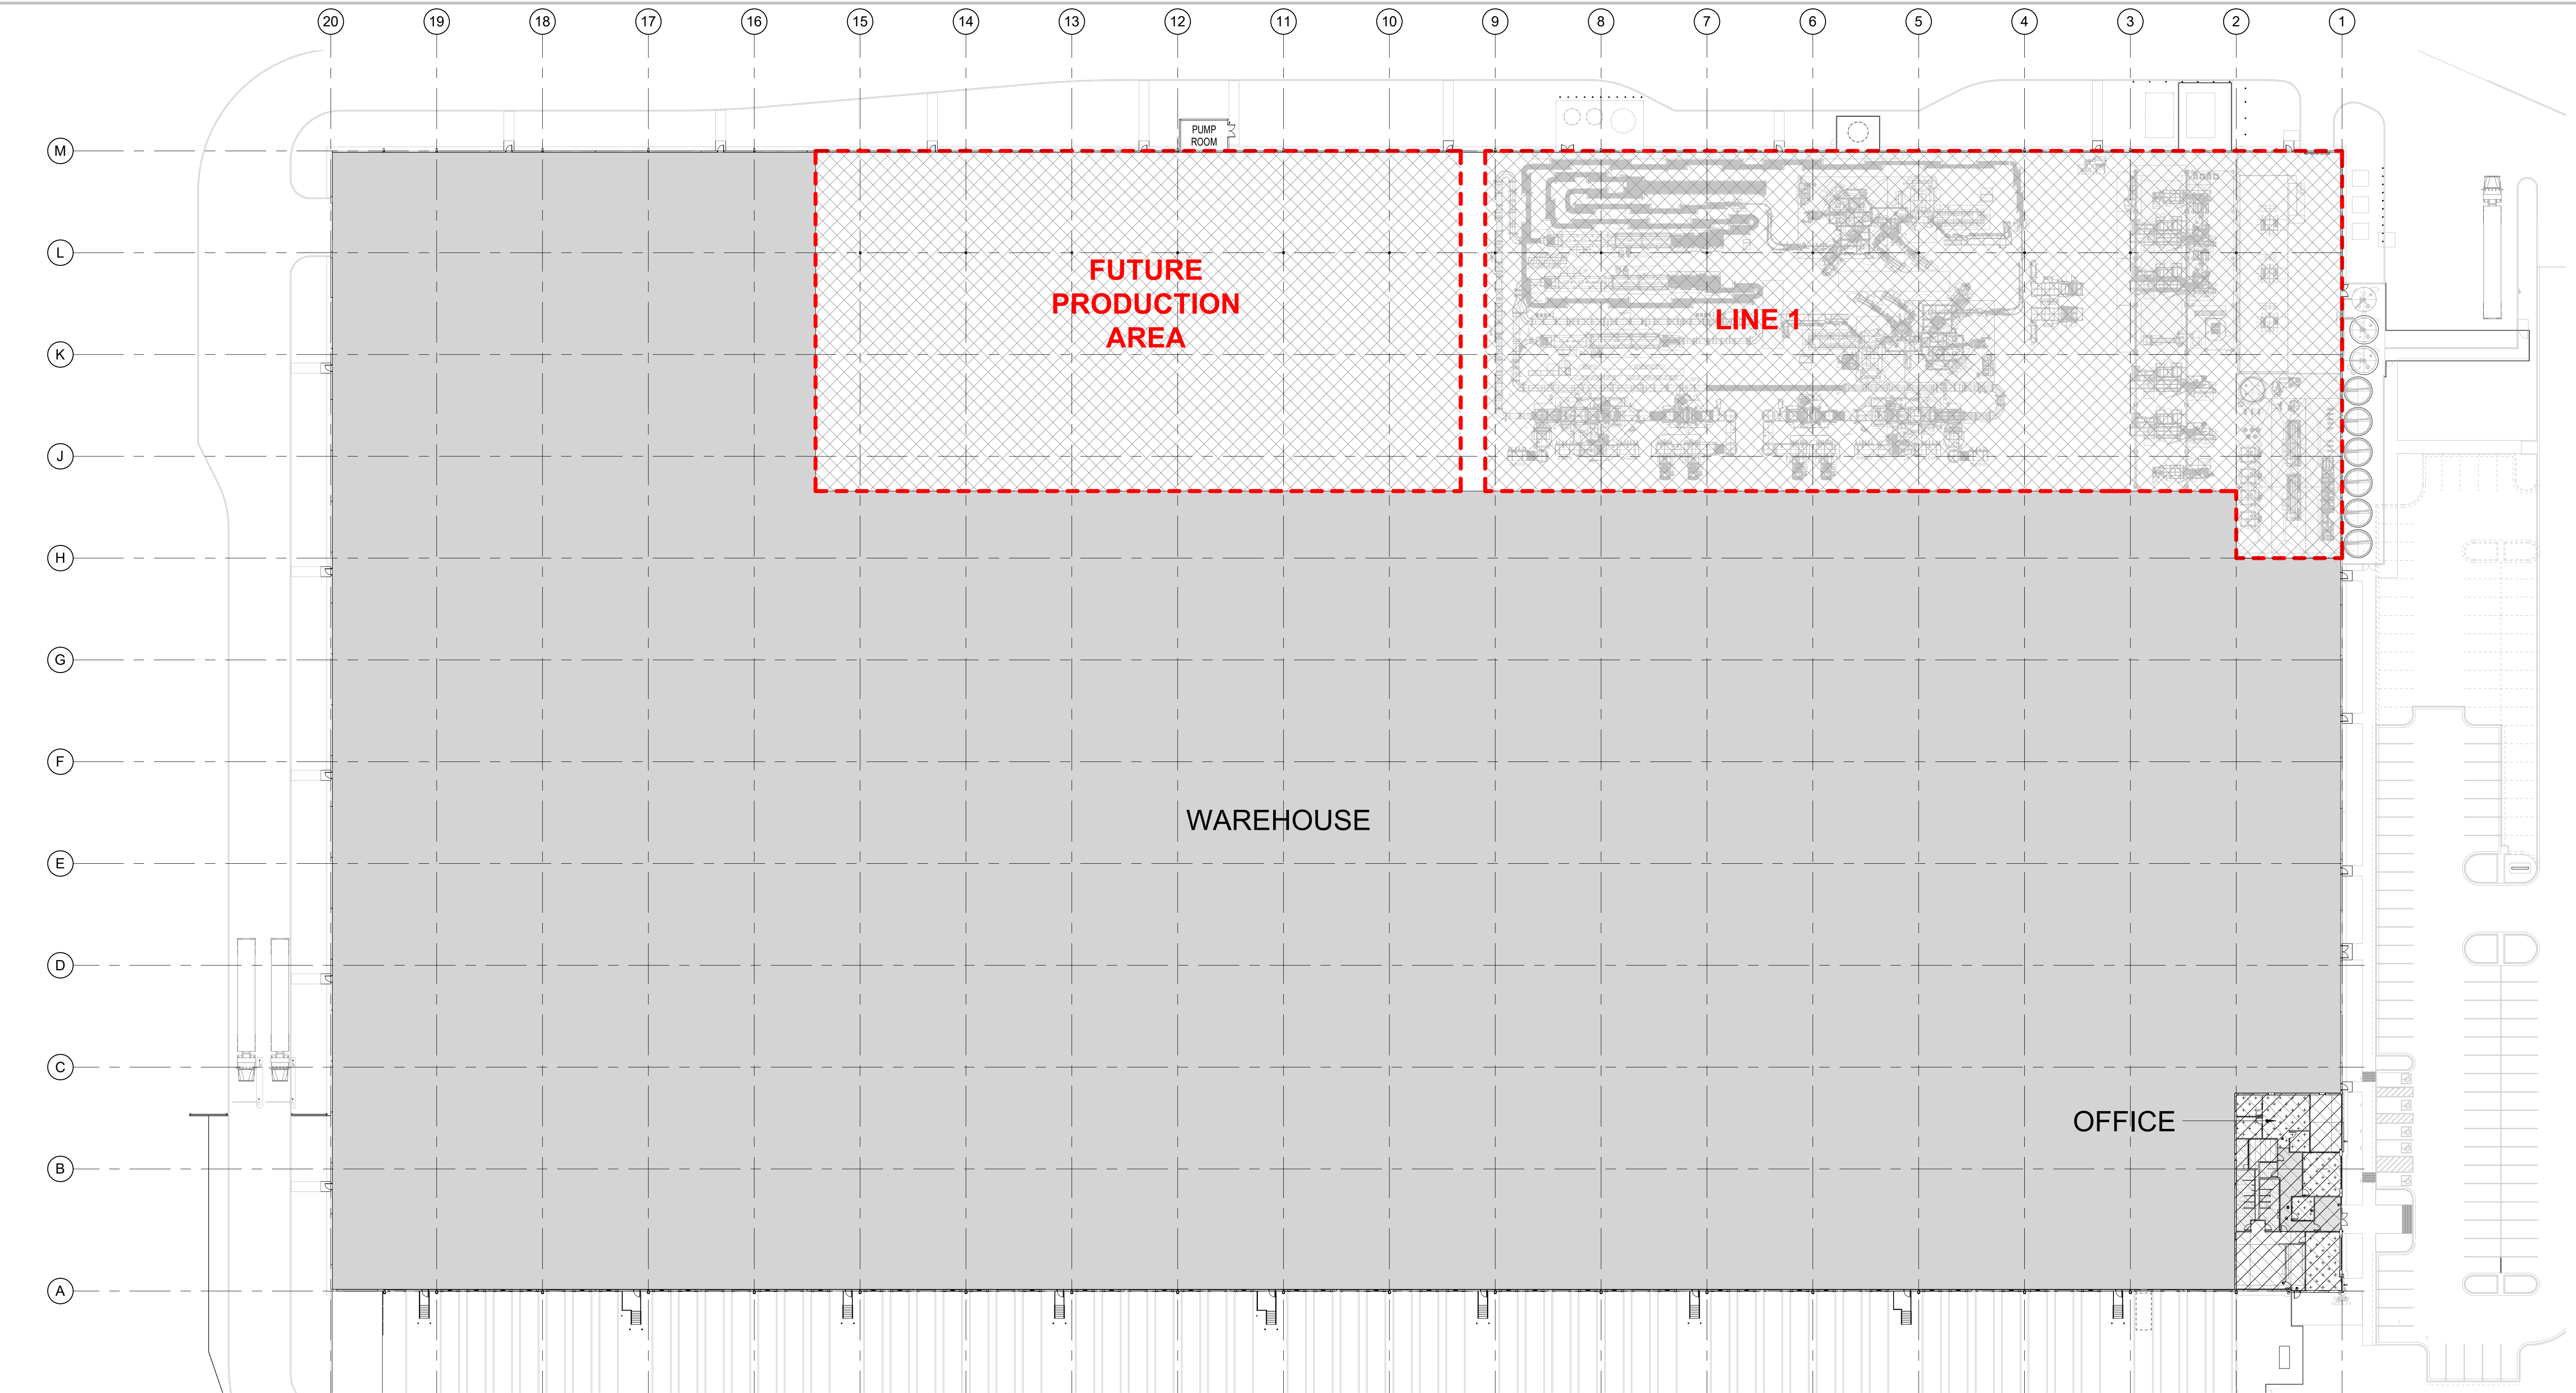 20 19 18 17 16 15 14 13 12 11 10 9 8 7 6 5 4 3 2 1
M
PUMP
ROOM
L
FUTURE
PRODUCTION
AREA
LINE 1
K
J
H
G
F
WAREHOUSE
E
D
C
OFFICE
B
A